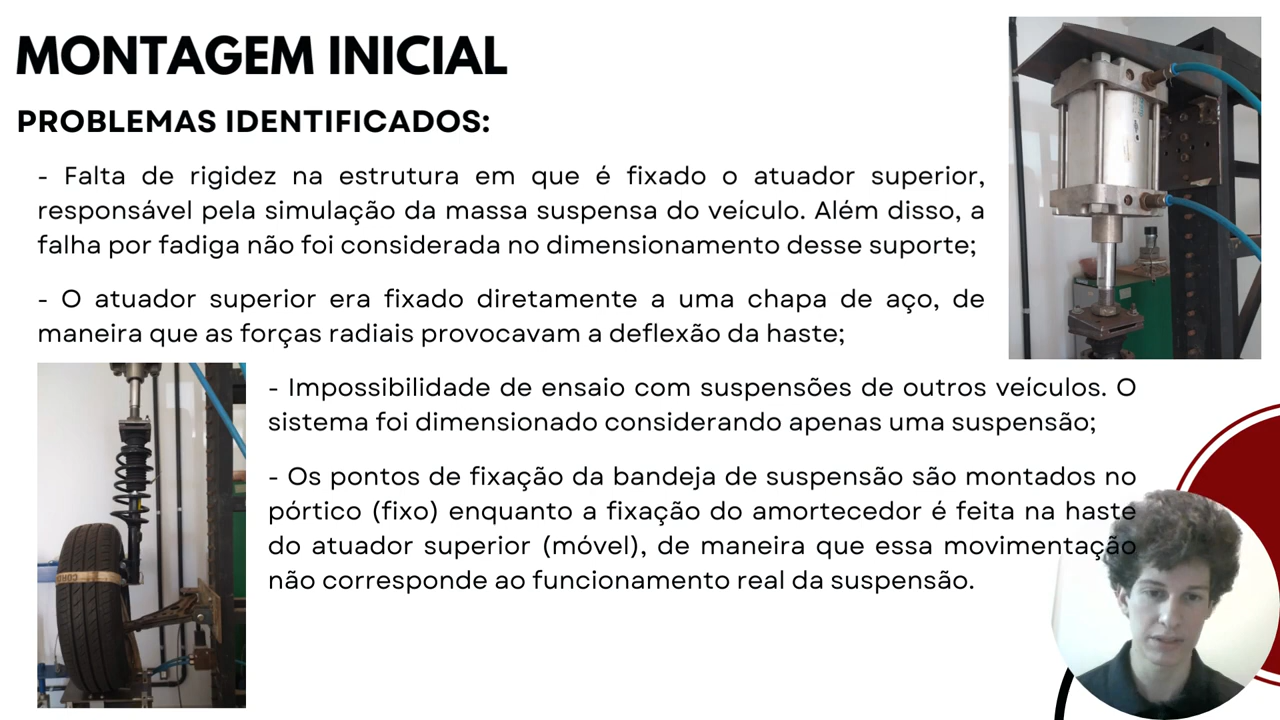 MONTAGEM INICIAL
PROBLEMAS IDENTIFICADOS:
- Falta de rigidez na estrutura em que é fixado o atuador superior,
responsável pela simulação da massa suspensa do veículo. Além disso, a
falha por fadiga não foi considerada no dimensionamento desse suporte;
- O atuador superior era fixado diretamente a uma chapa de aço, de
maneira que as forças radiais provocavam a deflexão da haste;
- Impossibilidade de ensaio com suspensões de outros veículos. O
sistema foi dimensionado considerando apenas uma suspensão;
- Os pontos de fixação da bandeja de suspensão são montados no
pórtico (fixo) enquanto a fixação do amortecedor é feita na haste
do atuador superior (móvel), de maneira que essa movimentação
não corresponde ao funcionamento real da suspensão.